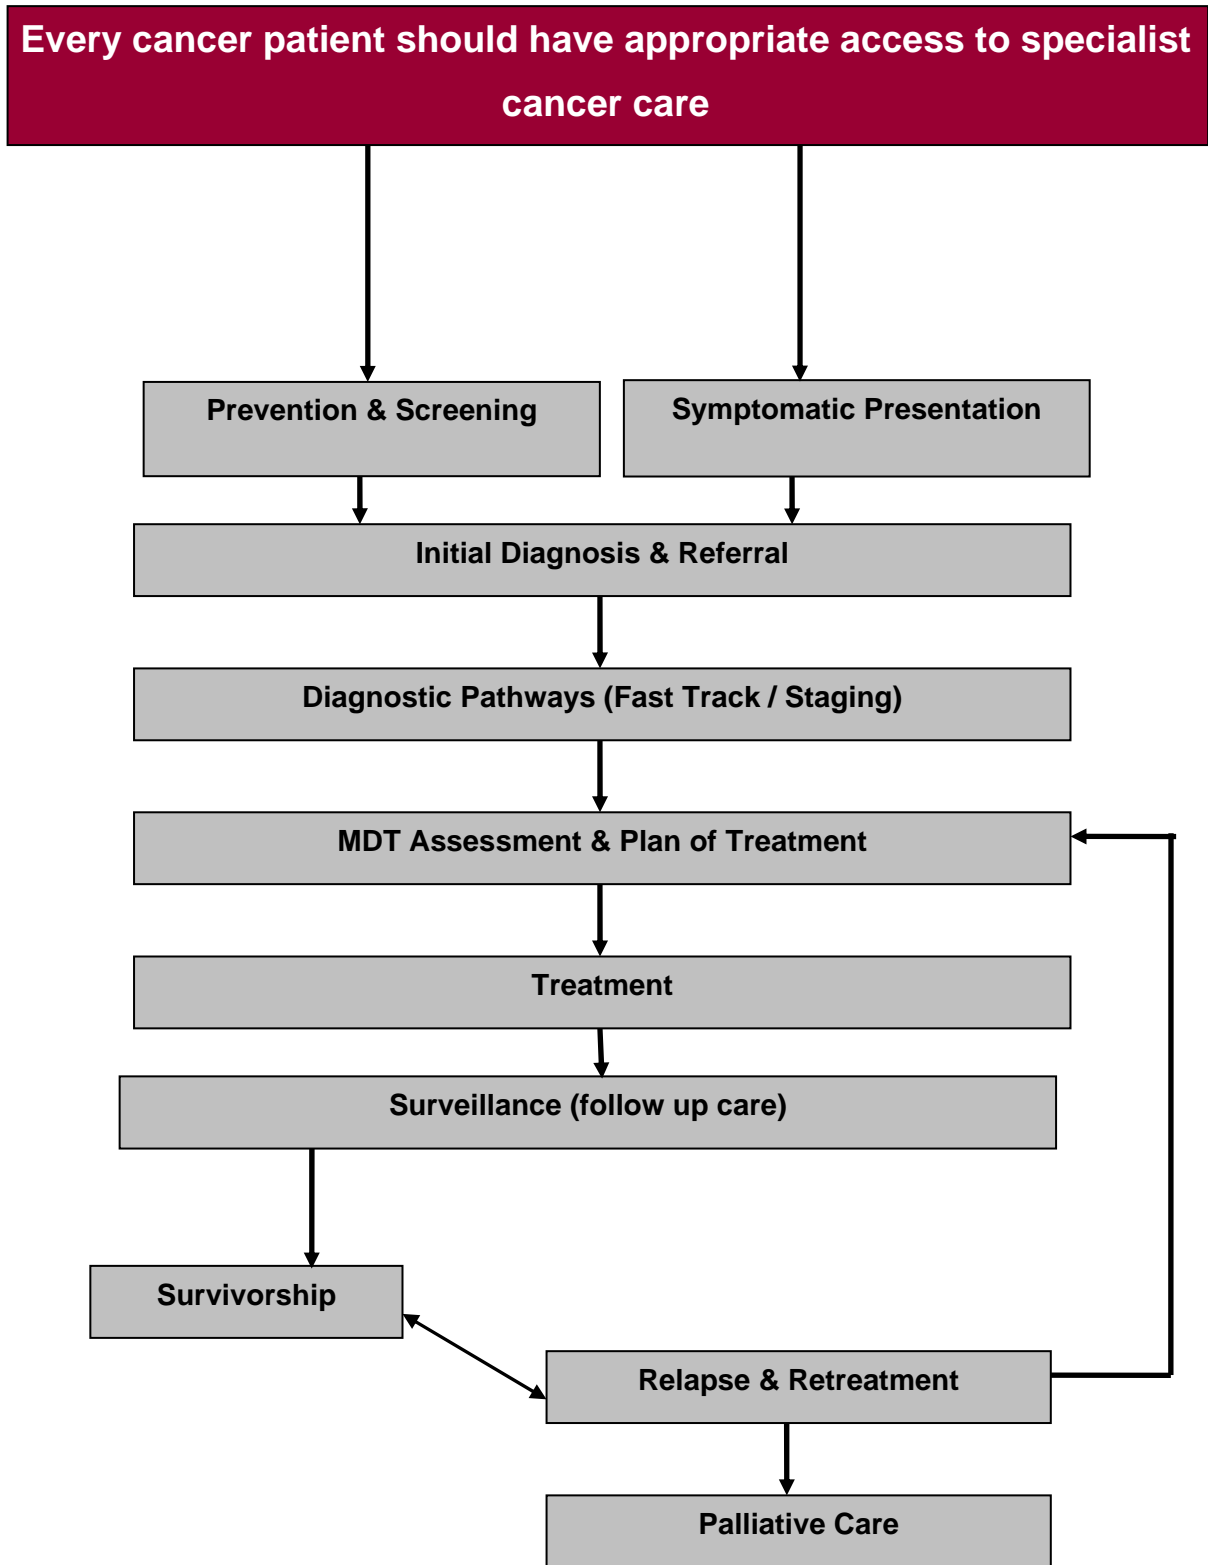 Every cancer patient should have appropriate access to specialist
cancer care
Prevention & Screening
Symptomatic Presentation
Initial Diagnosis & Referral
Diagnostic Pathways (Fast Track / Staging)
MDT Assessment & Plan of Treatment
Treatment
Surveillance (follow up care)
Survivorship
Relapse & Retreatment
Palliative Care